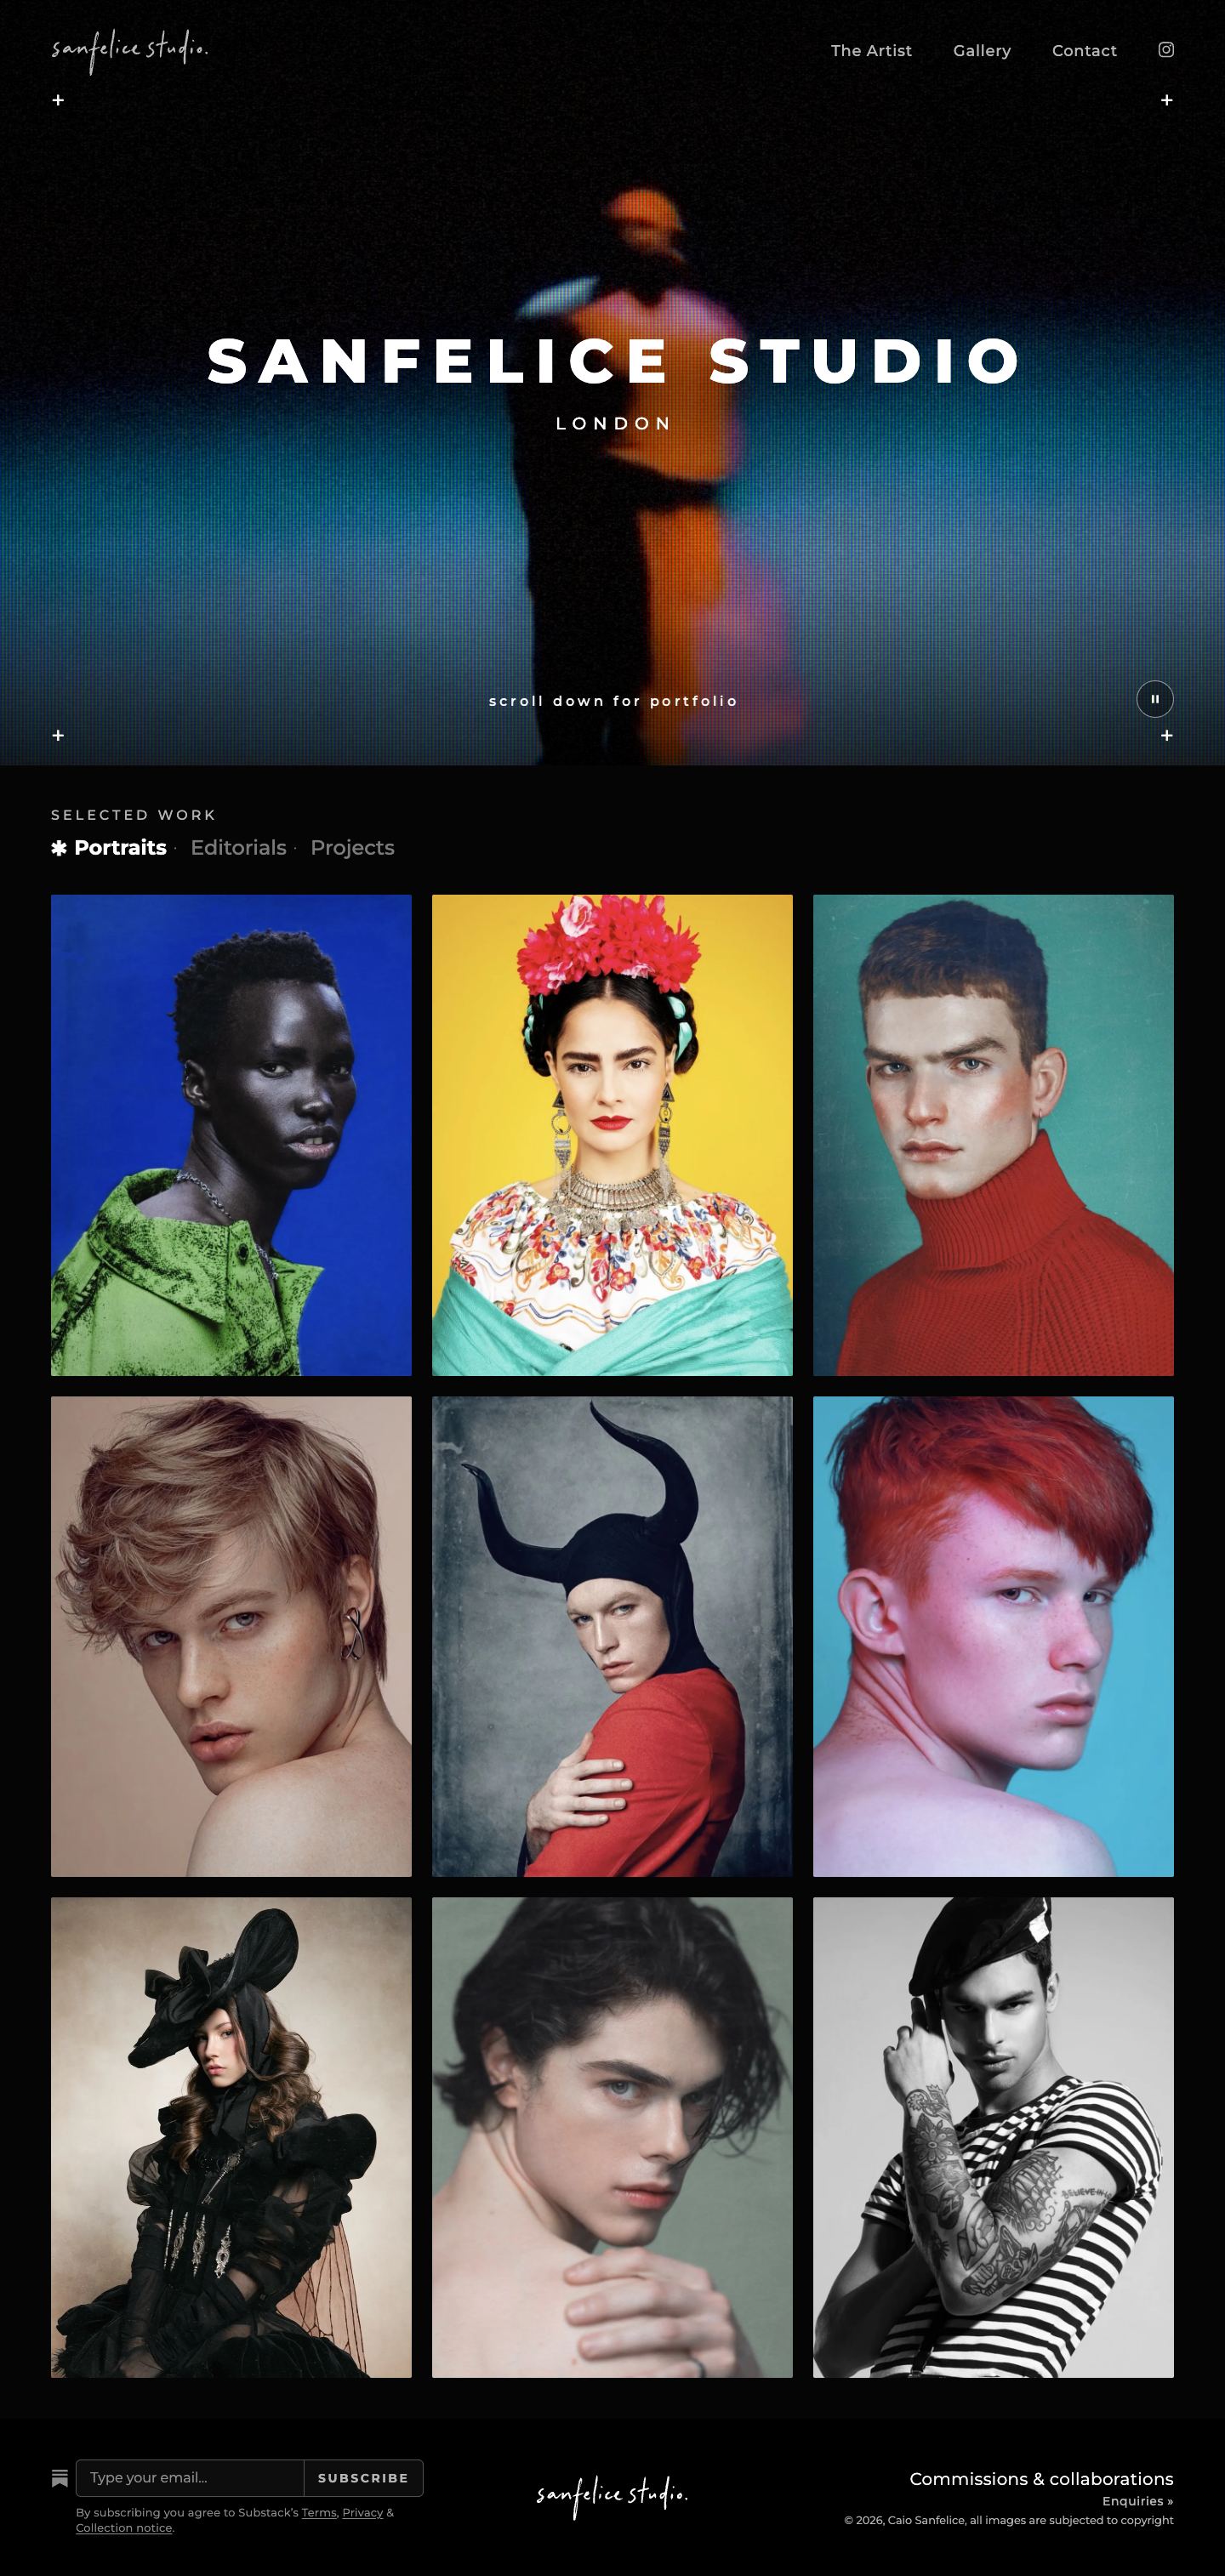 sanfelice studio.
The Artist
Gallery
Contact
SANFELICE STUDIO
LONDON
scroll down for portfolio
SELECTED WORK
✱ Portraits · Editorials · Projects
Type your email...
SUBSCRIBE
By subscribing you agree to Substack's Terms, Privacy &
Collection notice.
sanfelice studio.
Commissions & collaborations
Enquiries »
© 2026, Caio Sanfelice, all images are subjected to copyright